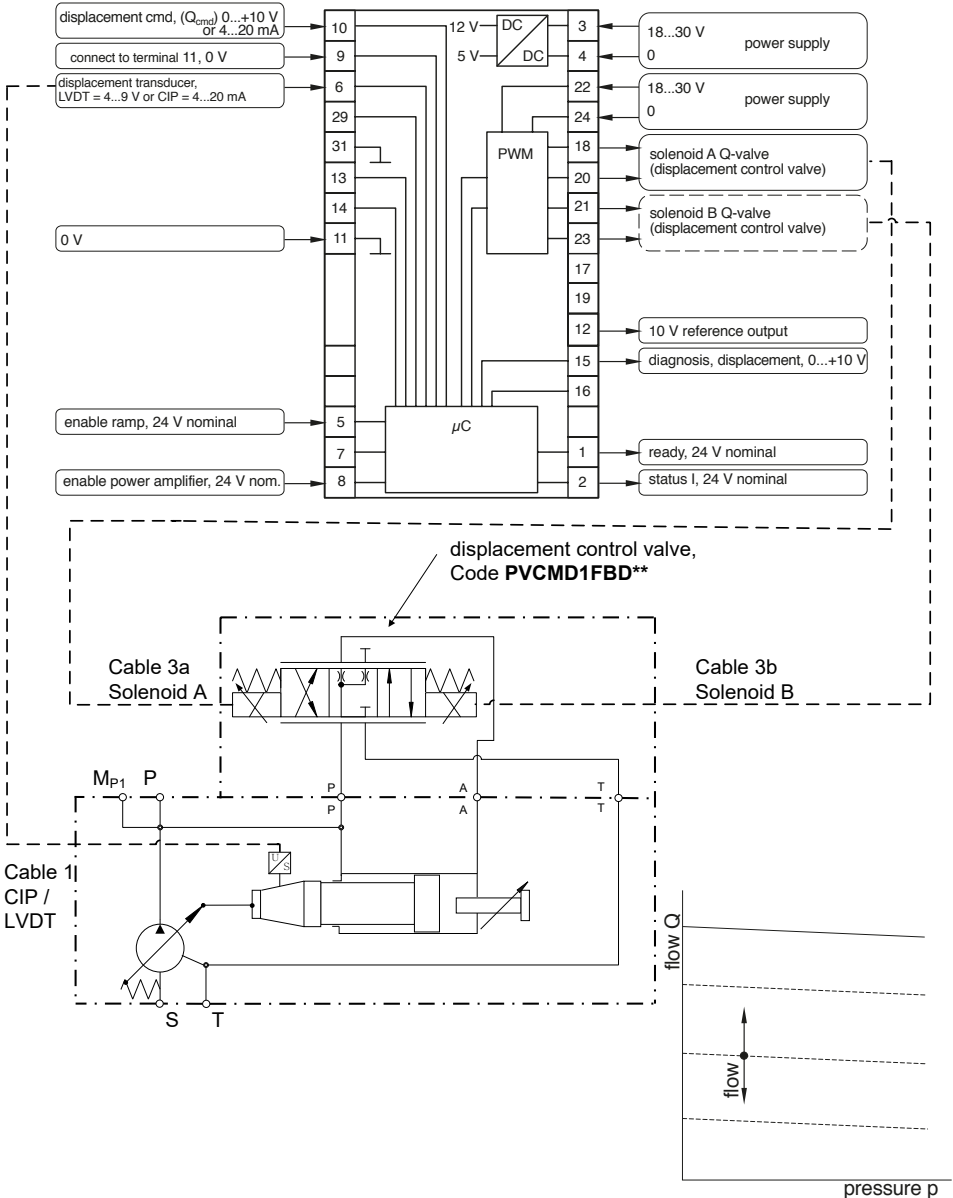 displacement cmd, (Qcmd) 0...+10 V
or 4...20 mA
connect to terminal 11, 0 V
displacement transducer,
LVDT = 4...9 V or CIP = 4...20 mA
0 V
enable ramp, 24 V nominal
enable power amplifier, 24 V nom.
10
9
6
29
31
13
14
11
5
7
8
12 V
5 V
DC
DC
PWM
µC
3
4
22
24
18
20
21
23
17
19
12
15
16
1
2
18...30 V
0
power supply
18...30 V
0
power supply
solenoid A Q-valve
(displacement control valve)
solenoid B Q-valve
(displacement control valve)
10 V reference output
diagnosis, displacement, 0...+10 V
ready, 24 V nominal
status I, 24 V nominal
displacement control valve,
Code PVCMD1FBD**
Cable 3a
Solenoid A
Cable 3b
Solenoid B
MP1 P
P
P
A
A
T
T
U
S
Cable 1
CIP /
LVDT
S T
flow Q
flow
pressure p